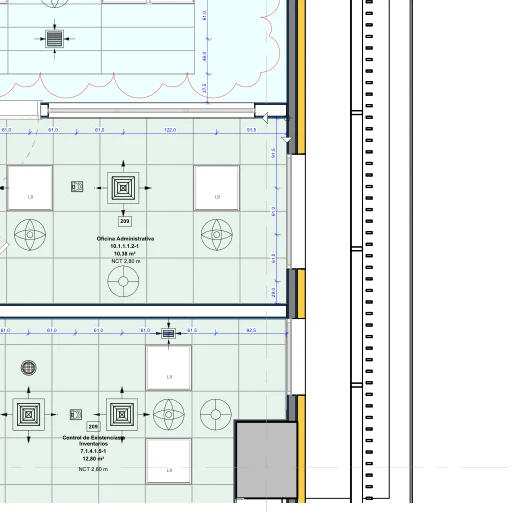 61,0
46,0
37,5
61,0
61,0
61,0
122,0
91,5
91,5
L9
L9
61,0
209
Oficina Administrativa
10.1.1.1.2-1
10,38 m²
NCT 2,80 m
61,0
29,0
61,0
61,0
61,0
61,0
61,5
92,5
L9
209
Control de Existencias e
Inventarios
7.1.4.1.5-1
12,80 m²
NCT 2,80 m
L9